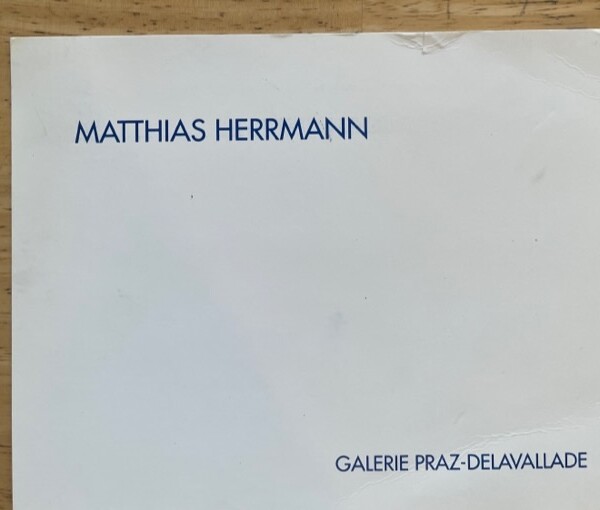 MATTHIAS HERRMANN
GALERIE PRAZ-DELAVALLADE